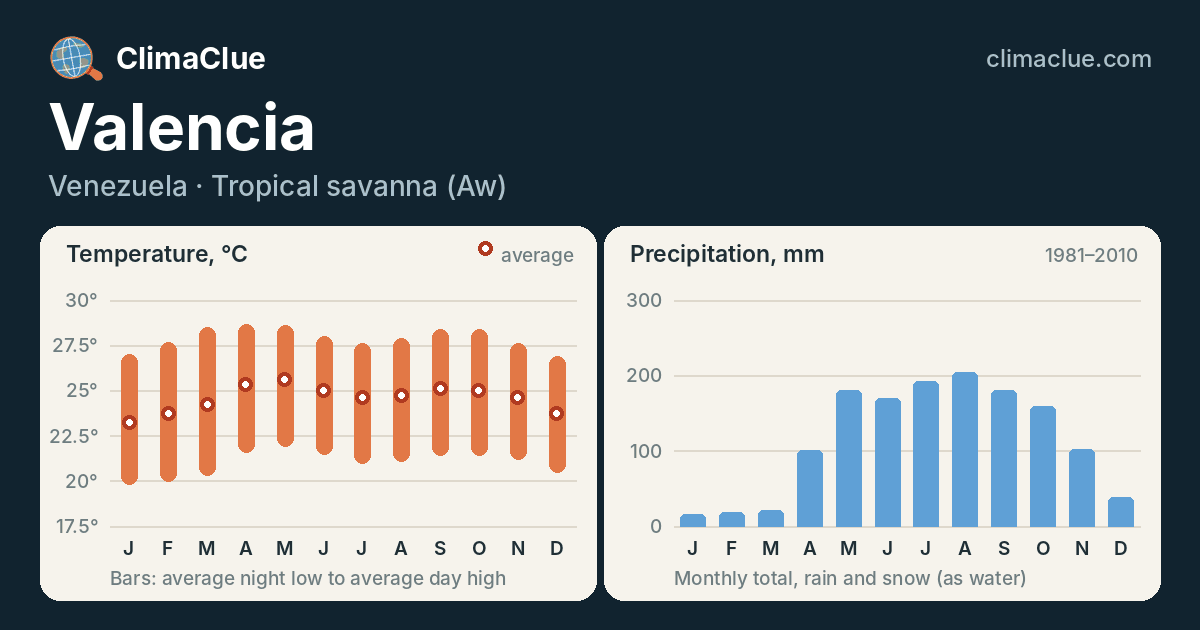 ClimaClue
climaclue.com
Valencia
Venezuela · Tropical savanna (Aw)
Temperature, °C
average
30°
27.5°
25°
22.5°
20°
17.5°
J F M A M J J A S O N D
Bars: average night low to average day high
Precipitation, mm
1981–2010
300
200
100
0
J F M A M J J A S O N D
Monthly total, rain and snow (as water)